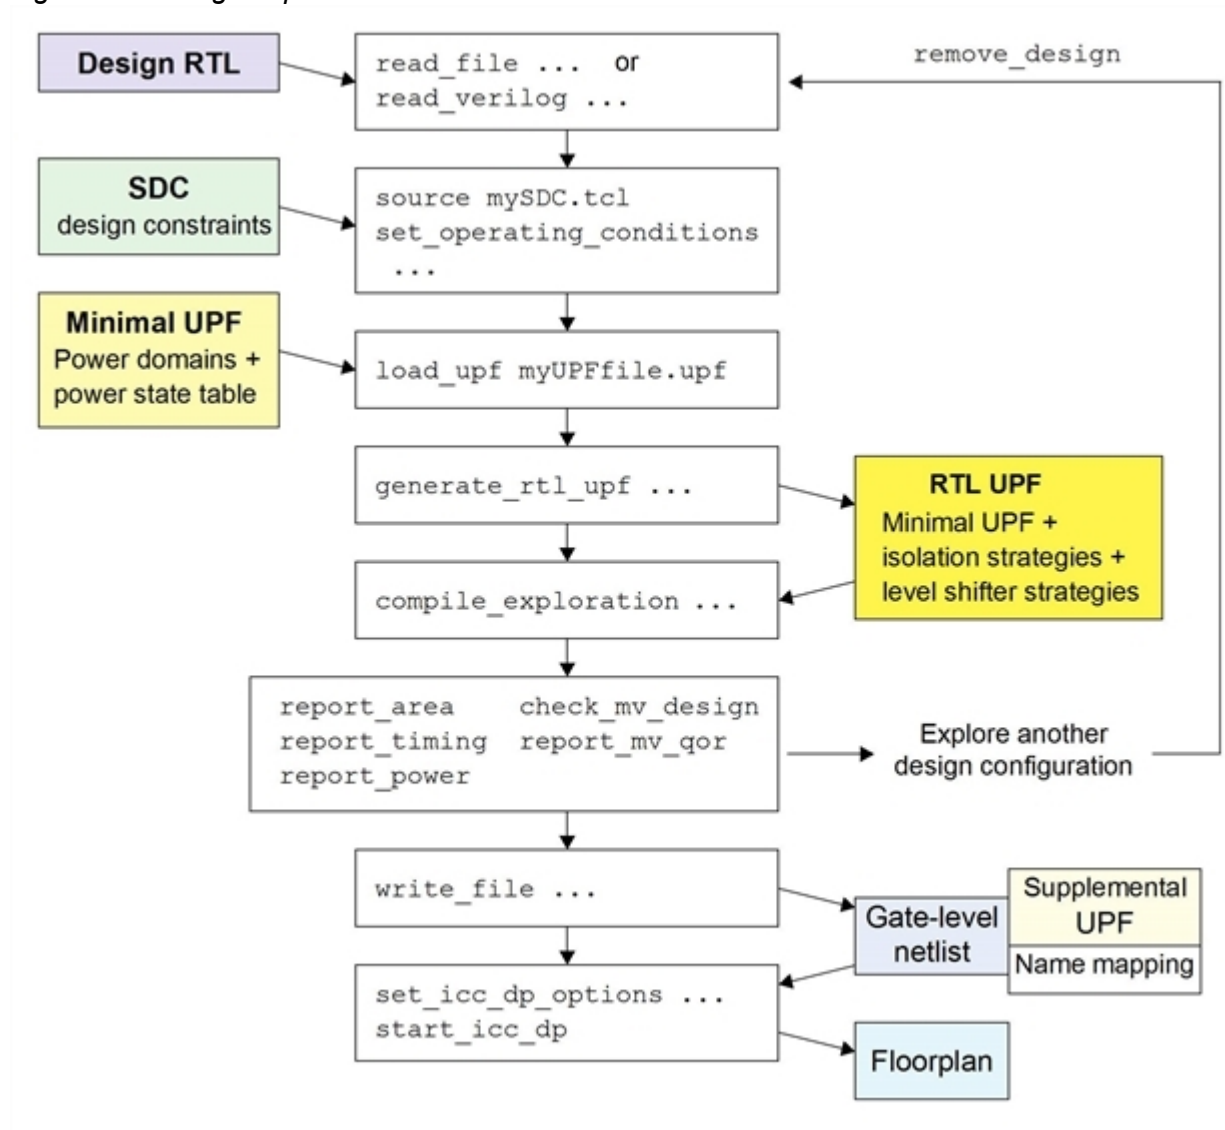 Design RTL
read_file ... or
read_verilog ...
remove_design
SDC
design constraints
source mySDC.tcl
set_operating_conditions
...
Minimal UPF
Power domains +
power state table
load_upf myUPFfile.upf
generate_rtl_upf ...
RTL UPF
Minimal UPF +
isolation strategies +
level shifter strategies
compile_exploration ...
report_area check_mv_design
report_timing report_mv_qor
report_power
Explore another
design configuration
write_file ...
Gate-level
netlist
Supplemental
UPF
Name mapping
set_icc_dp_options ...
start_icc_dp
Floorplan